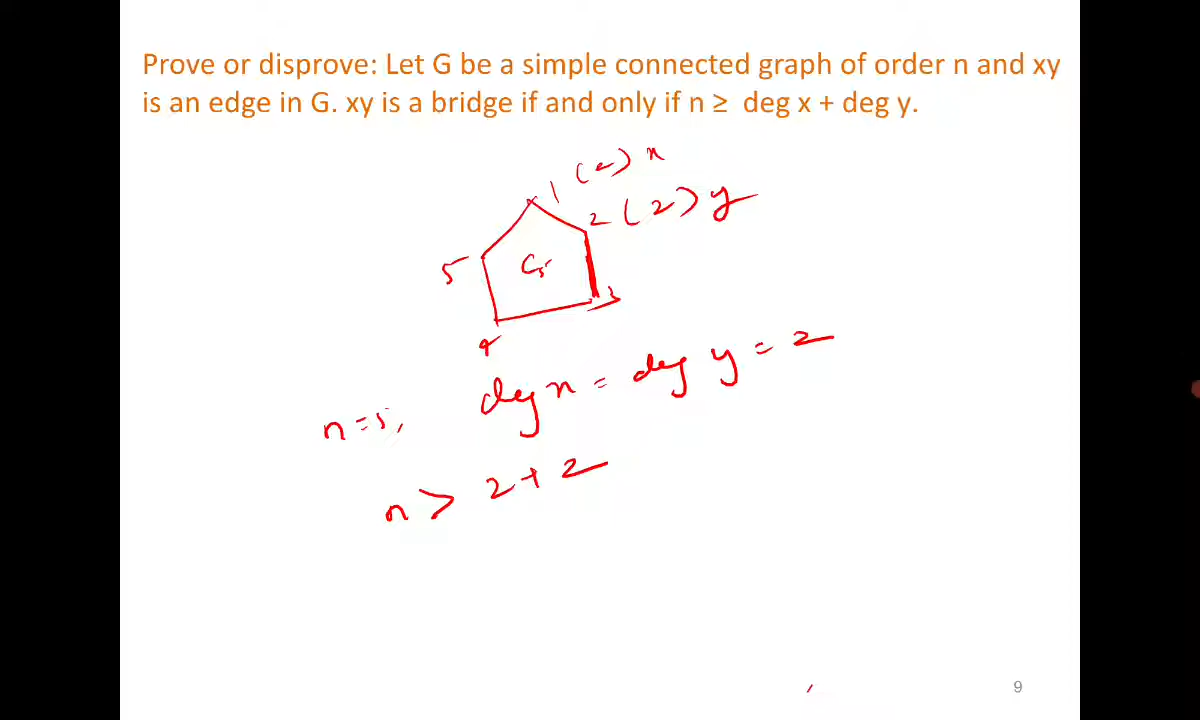 Prove or disprove: Let G be a simple connected graph of order n and xy
is an edge in G. xy is a bridge if and only if n ≥ deg x + deg y.
1 (2) x
2 (2) y
5
C5
3
4
deg x = deg y = 2
n = 5,
n > 2 + 2
9